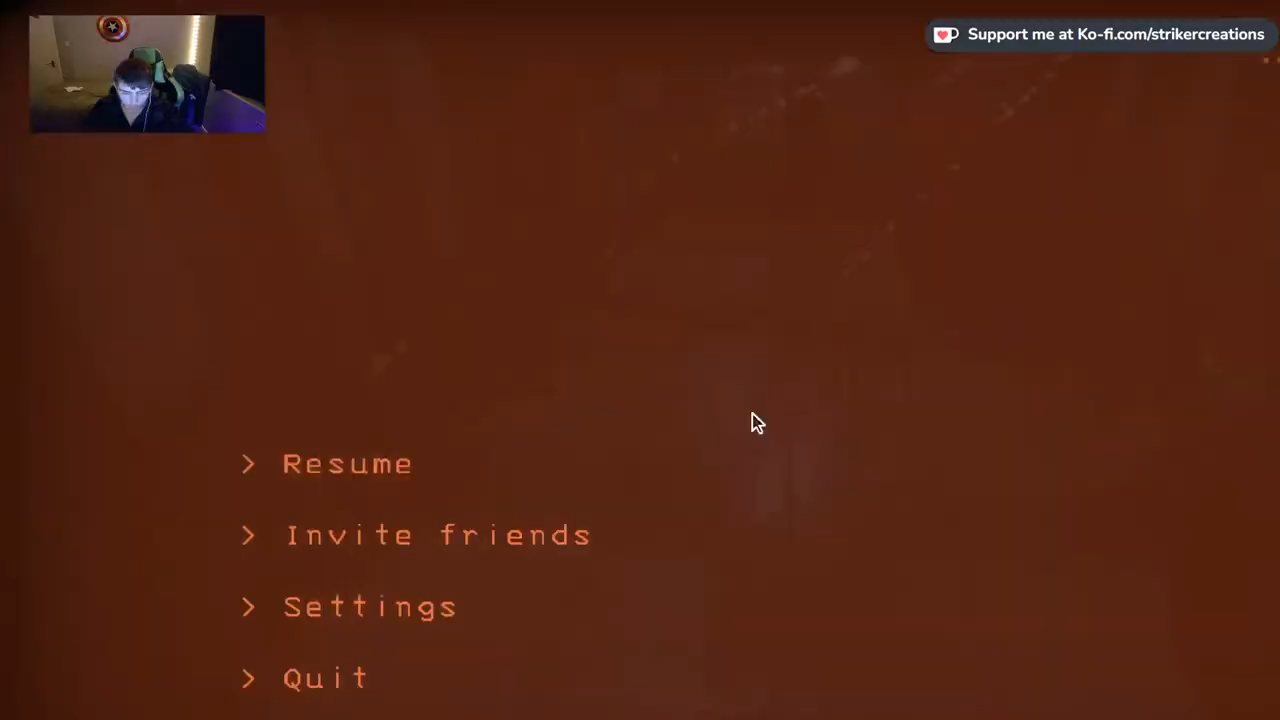 Support me at Ko-fi.com/strikercreations
> Resume
> Invite friends
> Settings
> Quit